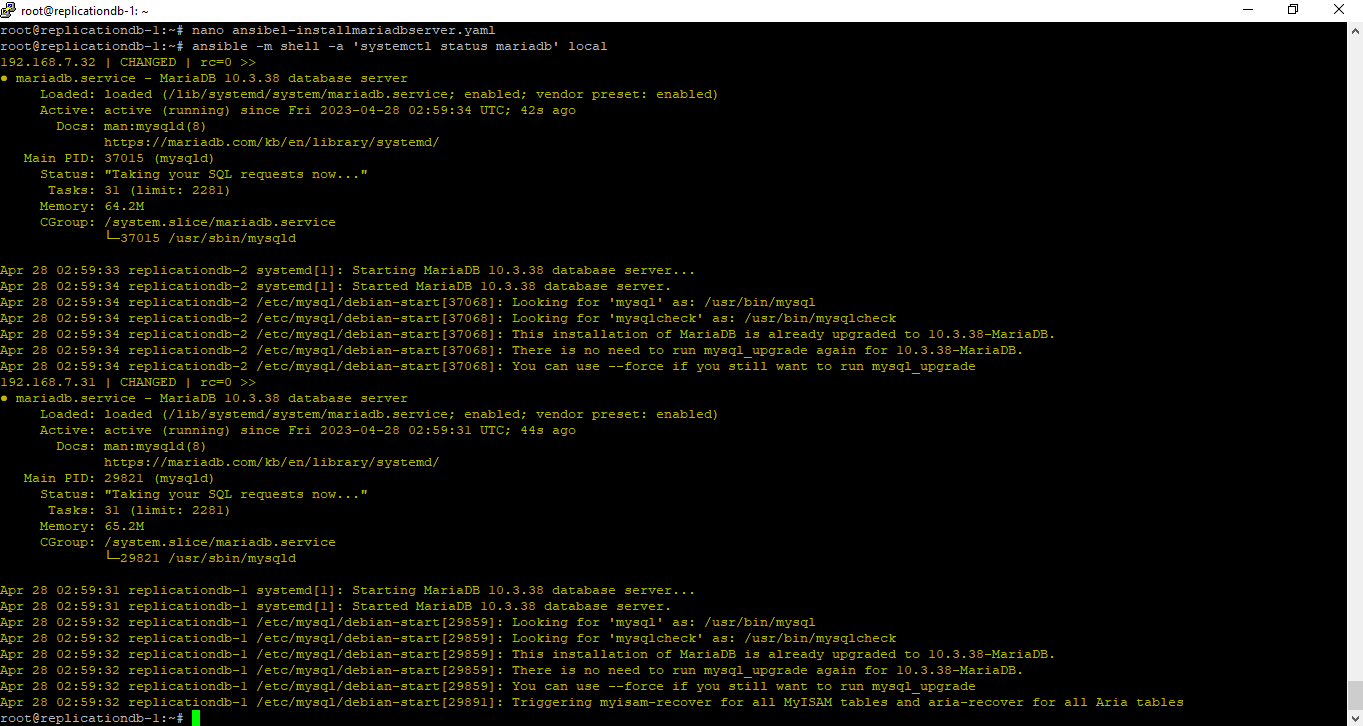 root@replicationdb-1: ~
root@replicationdb-1:~# nano ansibel-installmariadbserver.yaml
root@replicationdb-1:~# ansible -m shell -a 'systemctl status mariadb' local
192.168.7.32 | CHANGED | rc=0 >>
● mariadb.service - MariaDB 10.3.38 database server
     Loaded: loaded (/lib/systemd/system/mariadb.service; enabled; vendor preset: enabled)
     Active: active (running) since Fri 2023-04-28 02:59:34 UTC; 42s ago
       Docs: man:mysqld(8)
             https://mariadb.com/kb/en/library/systemd/
   Main PID: 37015 (mysqld)
     Status: "Taking your SQL requests now..."
      Tasks: 31 (limit: 2281)
     Memory: 64.2M
     CGroup: /system.slice/mariadb.service
             └─37015 /usr/sbin/mysqld
Apr 28 02:59:33 replicationdb-2 systemd[1]: Starting MariaDB 10.3.38 database server...
Apr 28 02:59:34 replicationdb-2 systemd[1]: Started MariaDB 10.3.38 database server.
Apr 28 02:59:34 replicationdb-2 /etc/mysql/debian-start[37068]: Looking for 'mysql' as: /usr/bin/mysql
Apr 28 02:59:34 replicationdb-2 /etc/mysql/debian-start[37068]: Looking for 'mysqlcheck' as: /usr/bin/mysqlcheck
Apr 28 02:59:34 replicationdb-2 /etc/mysql/debian-start[37068]: This installation of MariaDB is already upgraded to 10.3.38-MariaDB.
Apr 28 02:59:34 replicationdb-2 /etc/mysql/debian-start[37068]: There is no need to run mysql_upgrade again for 10.3.38-MariaDB.
Apr 28 02:59:34 replicationdb-2 /etc/mysql/debian-start[37068]: You can use --force if you still want to run mysql_upgrade
192.168.7.31 | CHANGED | rc=0 >>
● mariadb.service - MariaDB 10.3.38 database server
     Loaded: loaded (/lib/systemd/system/mariadb.service; enabled; vendor preset: enabled)
     Active: active (running) since Fri 2023-04-28 02:59:31 UTC; 44s ago
       Docs: man:mysqld(8)
             https://mariadb.com/kb/en/library/systemd/
   Main PID: 29821 (mysqld)
     Status: "Taking your SQL requests now..."
      Tasks: 31 (limit: 2281)
     Memory: 65.2M
     CGroup: /system.slice/mariadb.service
             └─29821 /usr/sbin/mysqld
Apr 28 02:59:31 replicationdb-1 systemd[1]: Starting MariaDB 10.3.38 database server...
Apr 28 02:59:31 replicationdb-1 systemd[1]: Started MariaDB 10.3.38 database server.
Apr 28 02:59:32 replicationdb-1 /etc/mysql/debian-start[29859]: Looking for 'mysql' as: /usr/bin/mysql
Apr 28 02:59:32 replicationdb-1 /etc/mysql/debian-start[29859]: Looking for 'mysqlcheck' as: /usr/bin/mysqlcheck
Apr 28 02:59:32 replicationdb-1 /etc/mysql/debian-start[29859]: This installation of MariaDB is already upgraded to 10.3.38-MariaDB.
Apr 28 02:59:32 replicationdb-1 /etc/mysql/debian-start[29859]: There is no need to run mysql_upgrade again for 10.3.38-MariaDB.
Apr 28 02:59:32 replicationdb-1 /etc/mysql/debian-start[29859]: You can use --force if you still want to run mysql_upgrade
Apr 28 02:59:32 replicationdb-1 /etc/mysql/debian-start[29891]: Triggering myisam-recover for all MyISAM tables and aria-recover for all Aria tables
root@replicationdb-1:~#